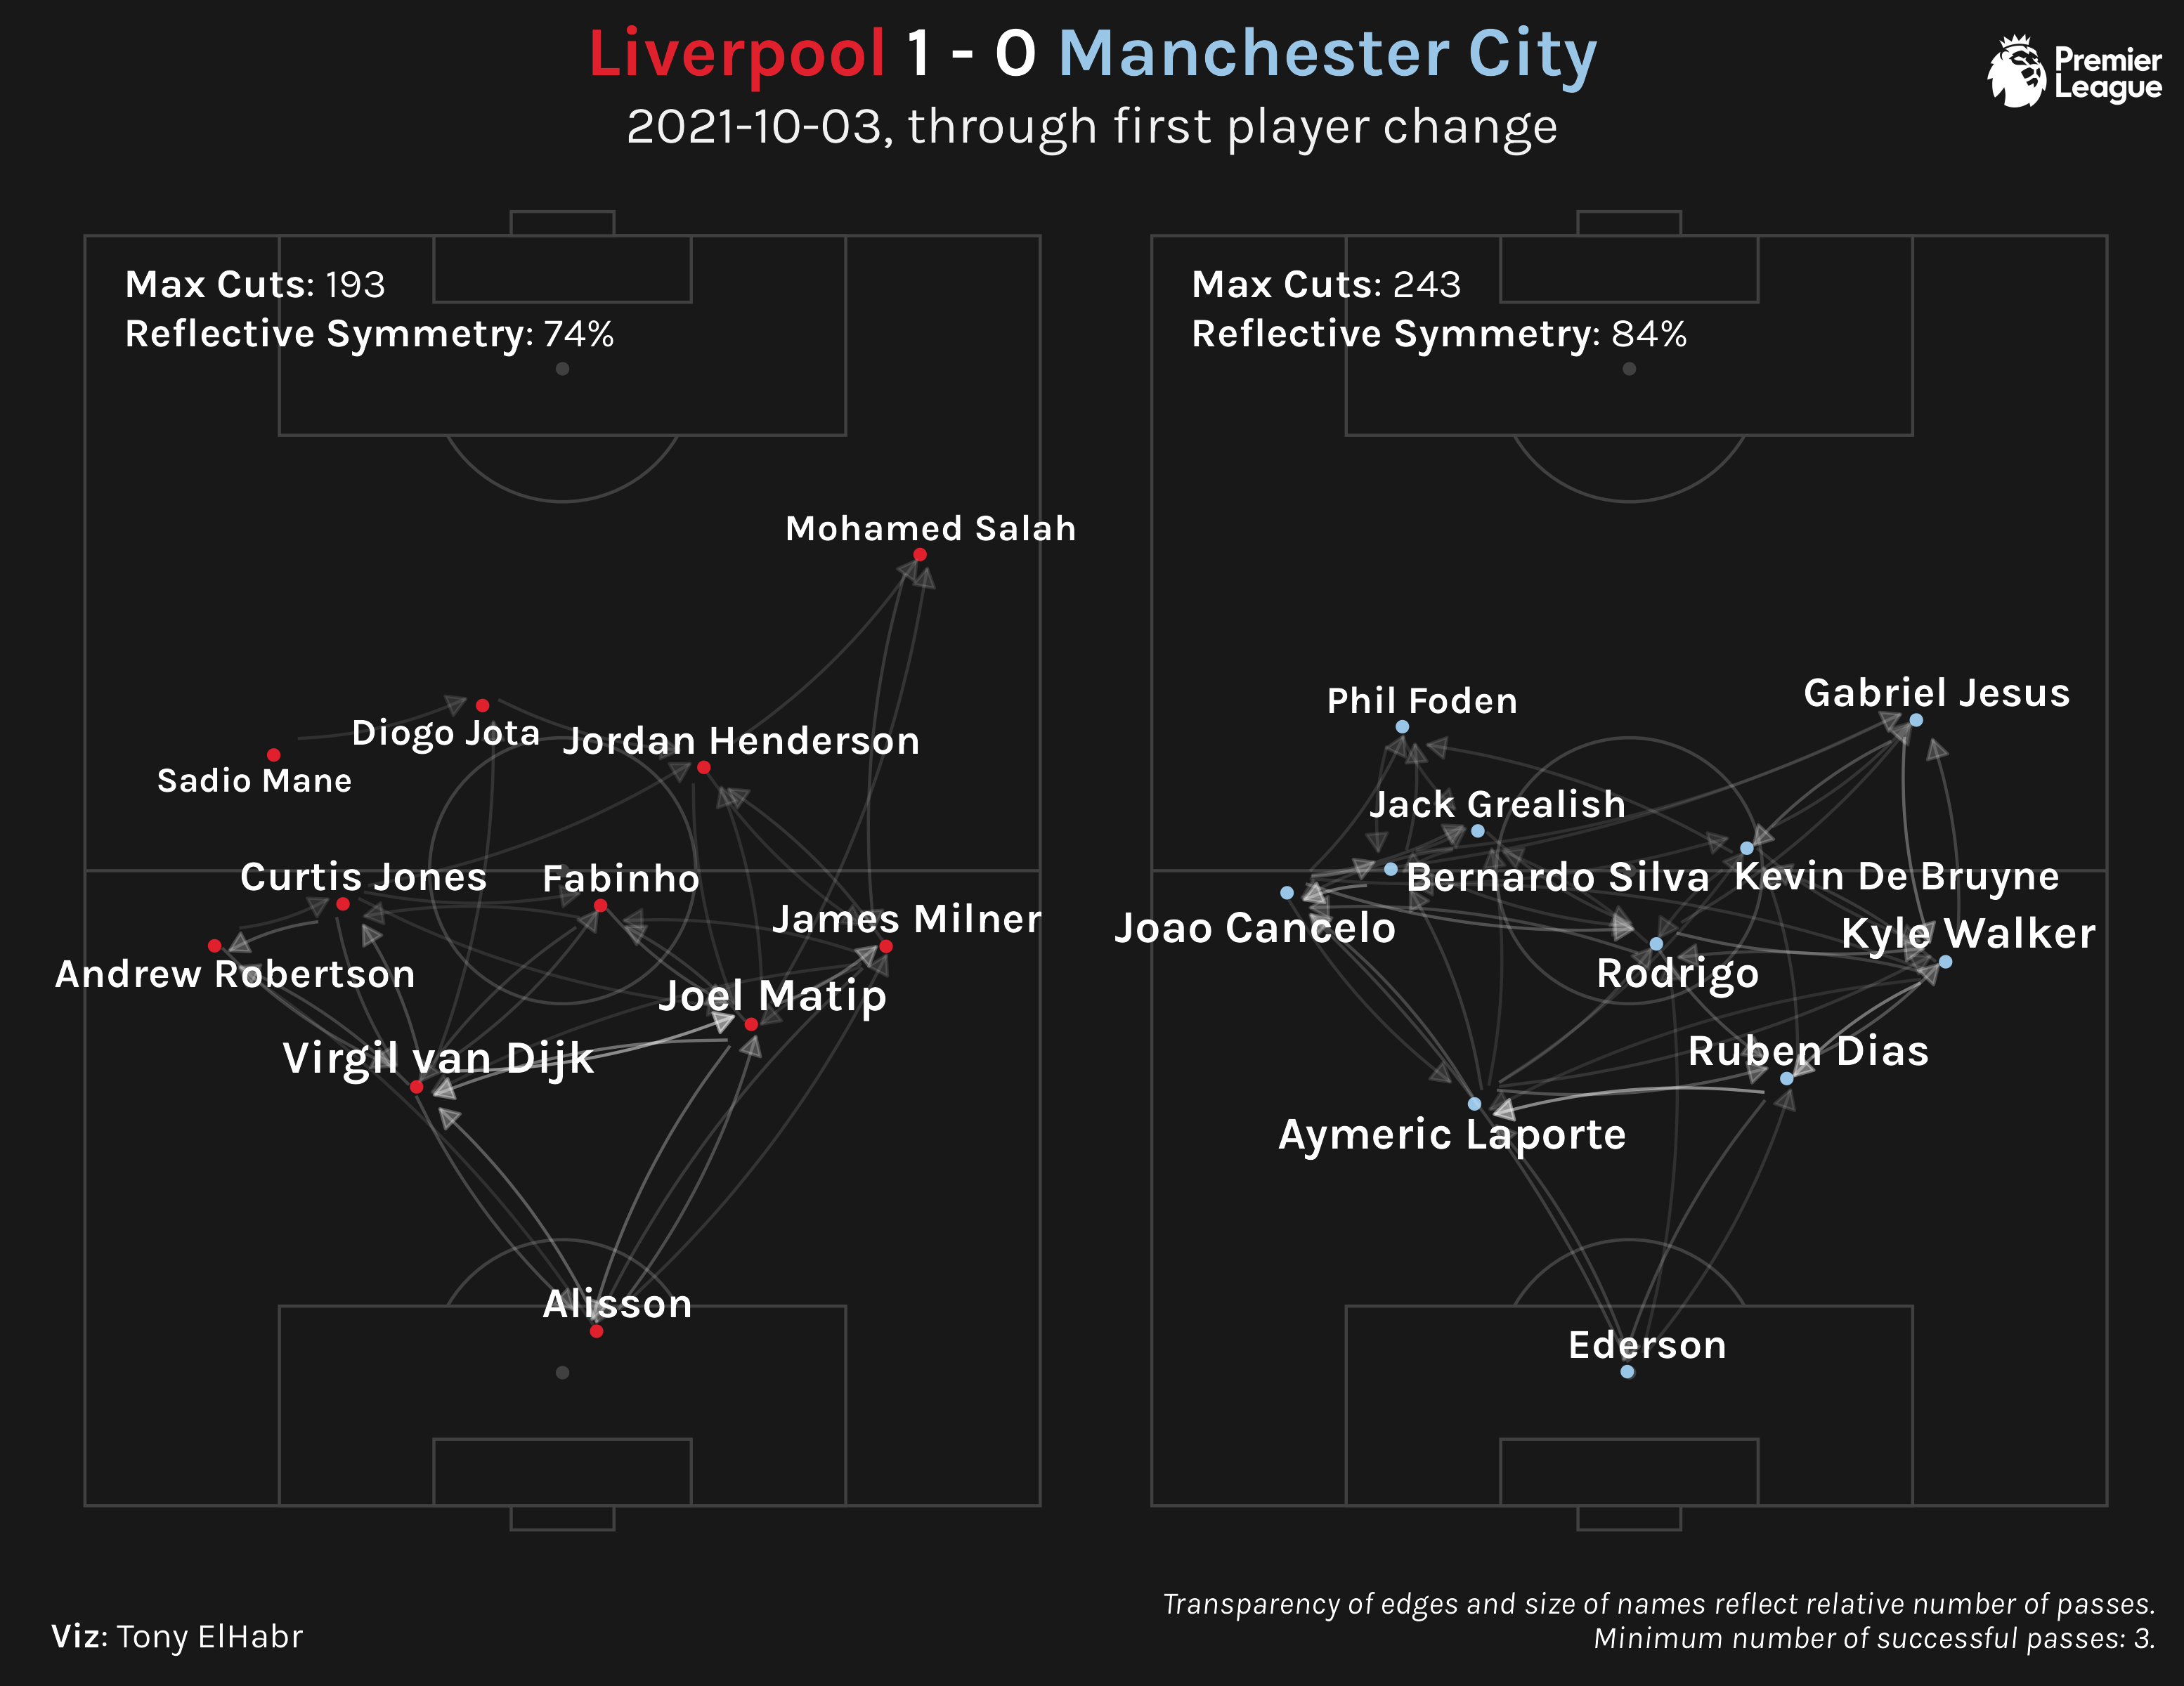 Liverpool 1 - 0 Manchester City
2021-10-03, through first player change
Premier
League
Max Cuts: 193
Reflective Symmetry: 74%
Mohamed Salah
Diogo Jota
Jordan Henderson
Sadio Mane
Curtis Jones
Fabinho
James Milner
Andrew Robertson
Joel Matip
Virgil van Dijk
Alisson
Max Cuts: 243
Reflective Symmetry: 84%
Phil Foden
Gabriel Jesus
Jack Grealish
Bernardo Silva
Kevin De Bruyne
Joao Cancelo
Kyle Walker
Rodrigo
Ruben Dias
Aymeric Laporte
Ederson
Viz: Tony ElHabr
Transparency of edges and size of names reflect relative number of passes.
Minimum number of successful passes: 3.